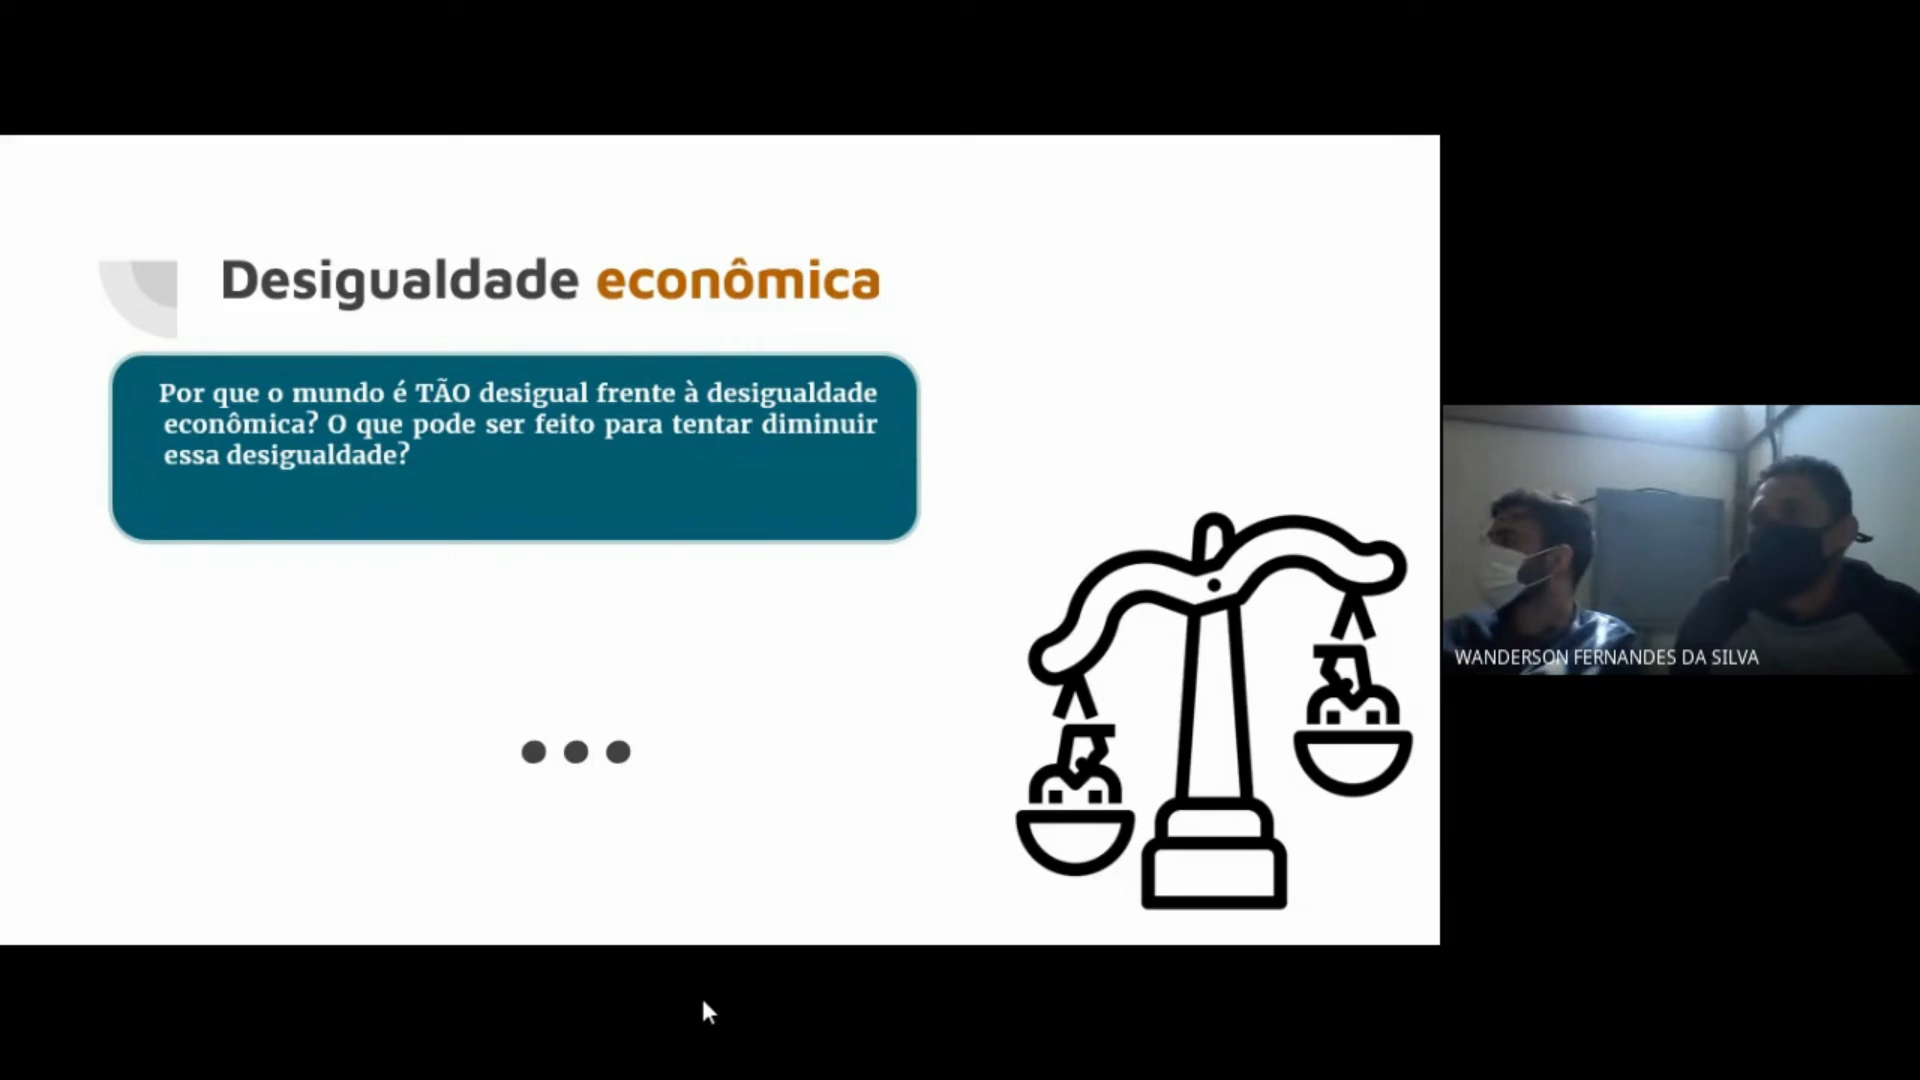 Desigualdade econômica
Por que o mundo é TÃO desigual frente à desigualdade
econômica? O que pode ser feito para tentar diminuir
essa desigualdade?
WANDERSON FERNANDES DA SILVA